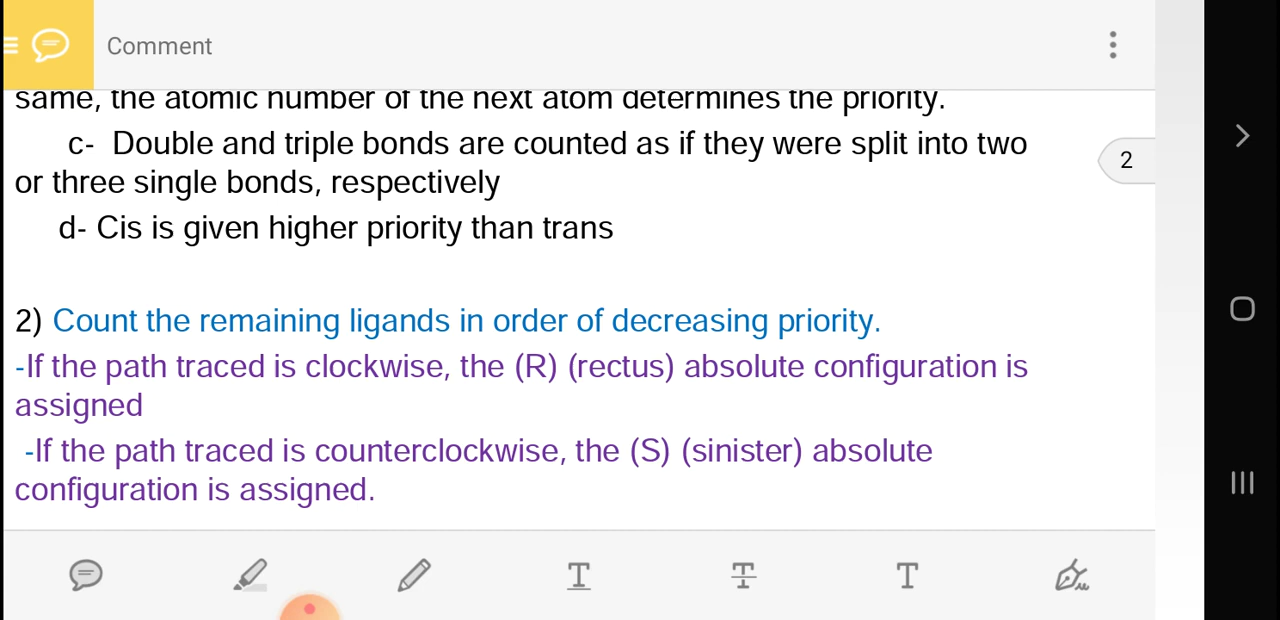 Comment
same, the atomic number of the next atom determines the priority.
c- Double and triple bonds are counted as if they were split into two
or three single bonds, respectively
2
d- Cis is given higher priority than trans
2) Count the remaining ligands in order of decreasing priority.
-If the path traced is clockwise, the (R) (rectus) absolute configuration is
assigned
-If the path traced is counterclockwise, the (S) (sinister) absolute
configuration is assigned.
T T T